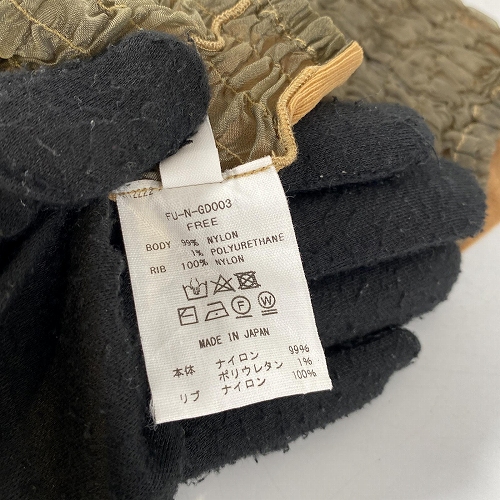 FU-N-GD003
FREE
BODY 99% NYLON
1% POLYURETHANE
RIB 100% NYLON
MADE IN JAPAN
本体 ナイロン 99%
ポリウレタン 1%
リブ ナイロン 100%